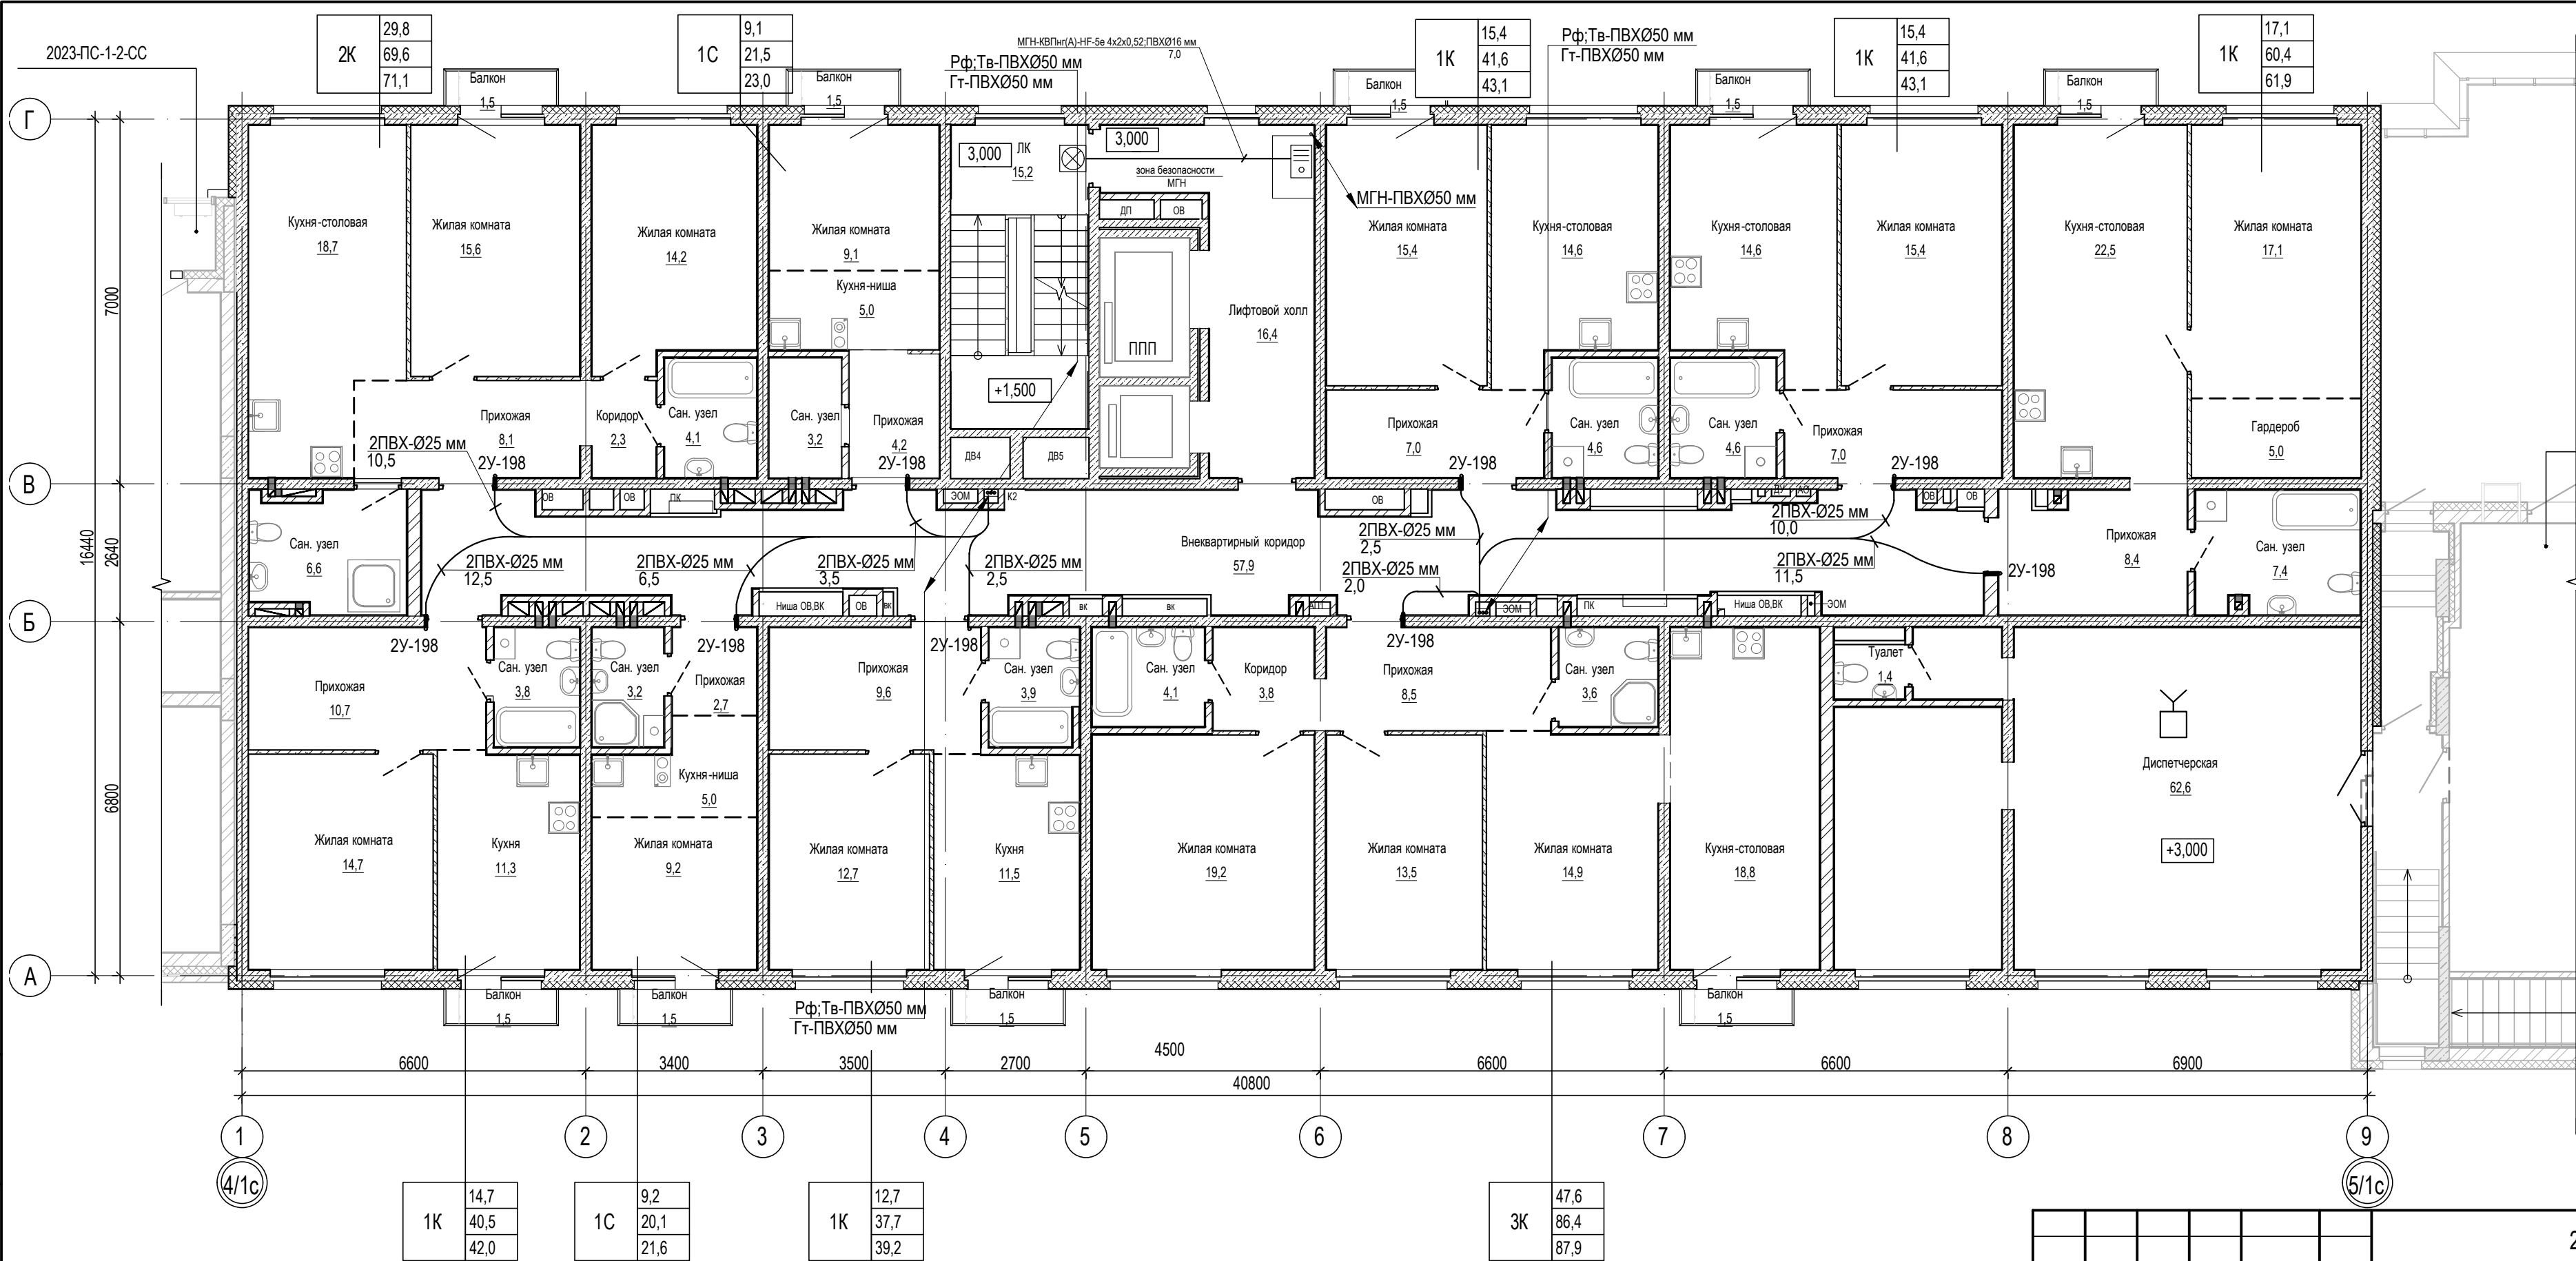 2023-ПС-1-2-СС
2К
29,8
69,6
71,1
1С
9,1
21,5
23,0
МГН-КВПнг(А)-HF-5е 4х2х0,52;ПВХØ16 мм
7,0
Рф;Тв-ПВХØ50 мм
Гт-ПВХØ50 мм
1К
15,4
41,6
43,1
Рф;Тв-ПВХØ50 мм
Гт-ПВХØ50 мм
1К
15,4
41,6
43,1
1К
17,1
60,4
61,9
Балкон
1,5
Балкон
1,5
Балкон
1,5
Балкон
1,5
Балкон
1,5
Г
3,000
ЛК
15,2
3,000
зона безопасности
МГН
МГН-ПВХØ50 мм
ДП
ОВ
Кухня-столовая
18,7
Жилая комната
15,6
Жилая комната
14,2
Жилая комната
9,1
Кухня-ниша
5,0
Жилая комната
15,4
Кухня-столовая
14,6
Кухня-столовая
14,6
Жилая комната
15,4
Кухня-столовая
22,5
Жилая комната
17,1
Лифтовой холл
16,4
ППП
+1,500
7000
Прихожая
8,1
Коридор
2,3
Сан. узел
4,1
Сан. узел
3,2
Прихожая
4,2
Прихожая
7,0
Сан. узел
4,6
Сан. узел
4,6
Прихожая
7,0
Гардероб
5,0
2ПВХ-Ø25 мм
10,5
2У-198
2У-198
ДВ4
ДВ5
2У-198
2У-198
В
ОВ
ОВ
ПК
ЭОМ
К2
ОВ
ДУ
АС
ОВ
ОВ
16440
2640
Сан. узел
6,6
2ПВХ-Ø25 мм
12,5
2ПВХ-Ø25 мм
6,5
2ПВХ-Ø25 мм
3,5
2ПВХ-Ø25 мм
2,5
Внеквартирный коридор
57,9
2ПВХ-Ø25 мм
2,5
2ПВХ-Ø25 мм
2,0
2ПВХ-Ø25 мм
10,0
2ПВХ-Ø25 мм
11,5
2У-198
Прихожая
8,4
Сан. узел
7,4
Ниша ОВ,ВК
ОВ
ВК
ВК
ВК
ЭОМ
ПК
Ниша ОВ,ВК
ЭОМ
Б
2У-198
2У-198
2У-198
2У-198
Прихожая
10,7
Сан. узел
3,8
Сан. узел
3,2
Прихожая
2,7
Прихожая
9,6
Сан. узел
3,9
Сан. узел
4,1
Коридор
3,8
Прихожая
8,5
Сан. узел
3,6
Туалет
1,4
6800
Кухня-ниша
5,0
Диспетчерская
62,6
+3,000
Жилая комната
14,7
Кухня
11,3
Жилая комната
9,2
Жилая комната
12,7
Кухня
11,5
Жилая комната
19,2
Жилая комната
13,5
Жилая комната
14,9
Кухня-столовая
18,8
А
Балкон
1,5
Балкон
1,5
Рф;Тв-ПВХØ50 мм
Гт-ПВХØ50 мм
Балкон
1,5
Балкон
1,5
6600
3400
3500
2700
4500
6600
6600
6900
40800
1
2
3
4
5
6
7
8
9
4/1с
5/1с
1К
14,7
40,5
42,0
1С
9,2
20,1
21,6
1К
12,7
37,7
39,2
3К
47,6
86,4
87,9
2